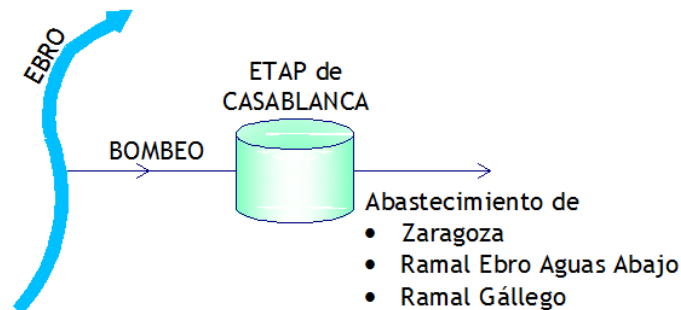 EBRO
ETAP de
CASABLANCA
BOMBEO
Abastecimiento de
• Zaragoza
• Ramal Ebro Aguas Abajo
• Ramal Gállego